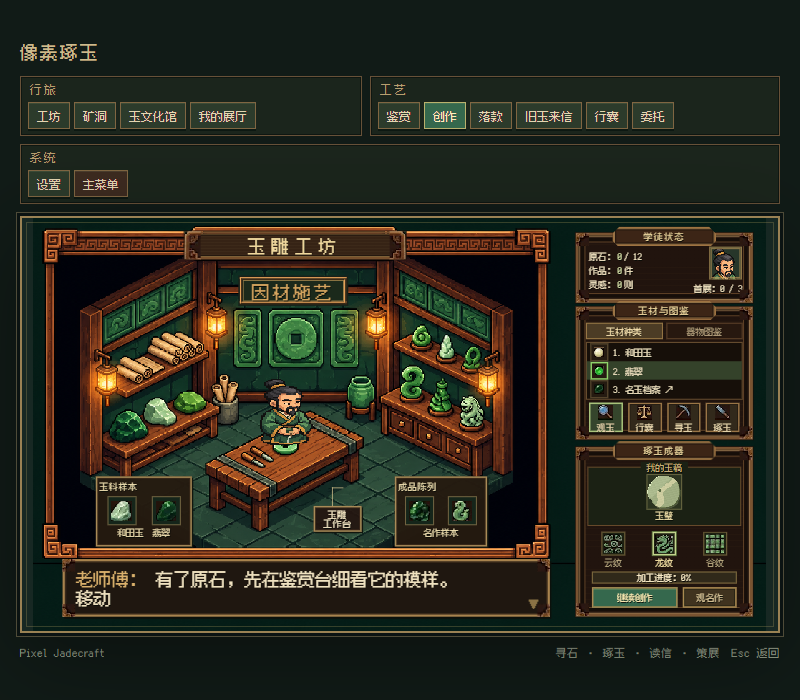 像素琢玉
行旅
工坊 矿洞 玉文化馆 我的展厅
工艺
鉴赏 创作 落款 旧玉来信 行囊 委托
系统
设置 主菜单
玉雕工坊
因材施艺
玉料样本
和田玉 翡翠
玉雕
工作台
成品陈列
名作样本
老师傅： 有了原石，先在鉴赏台细看它的模样。
移动
学徒状态
原石：0/12
作品：0件
灵感：0则
首展：0/3
玉材与图鉴
玉材种类 器物图鉴
1. 和田玉
2. 翡翠
3. 名玉档案 ↗
观玉 行囊 寻玉 琢玉
琢玉成器
我的玉稿
玉璧
云纹 龙纹 谷纹
加工进度：0%
继续创作 观名作
Pixel Jadecraft
寻石 · 琢玉 · 读信 · 策展 Esc 返回